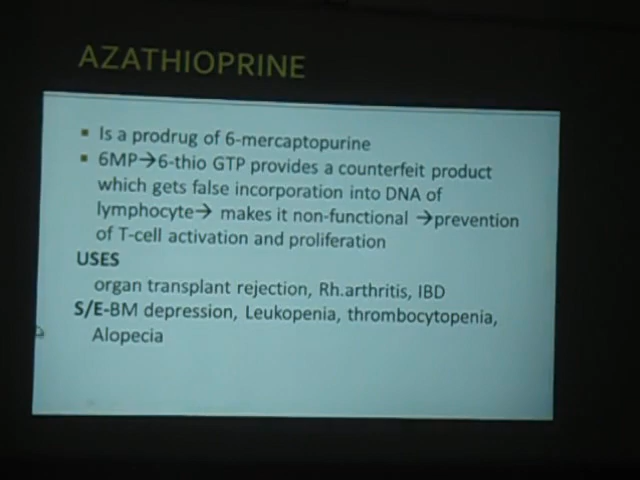 AZATHIOPRINE
▪ Is a prodrug of 6-mercaptopurine
▪ 6MP→6-thio GTP provides a counterfeit product
which gets false incorporation into DNA of
lymphocyte→ makes it non-functional →prevention
of T-cell activation and proliferation
USES
organ transplant rejection, Rh.arthritis, IBD
S/E-BM depression, Leukopenia, thrombocytopenia,
Alopecia